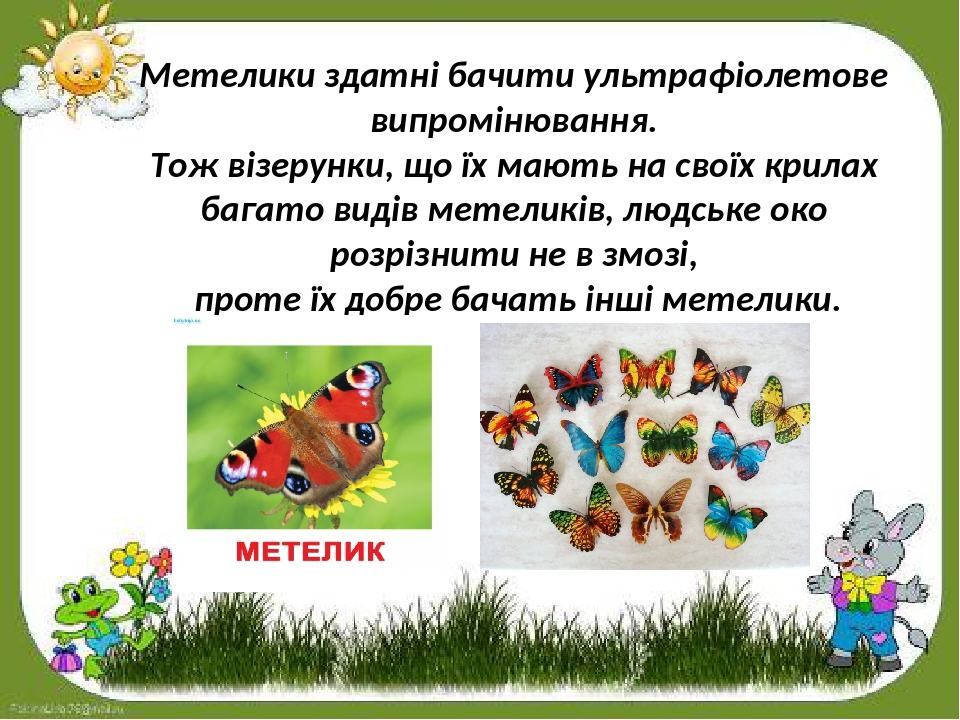 Метелики здатні бачити ультрафіолетове
випромінювання.
Тож візерунки, що їх мають на своїх крилах
багато видів метеликів, людське око
розрізнити не в змозі,
проте їх добре бачать інші метелики.
МЕТЕЛИК